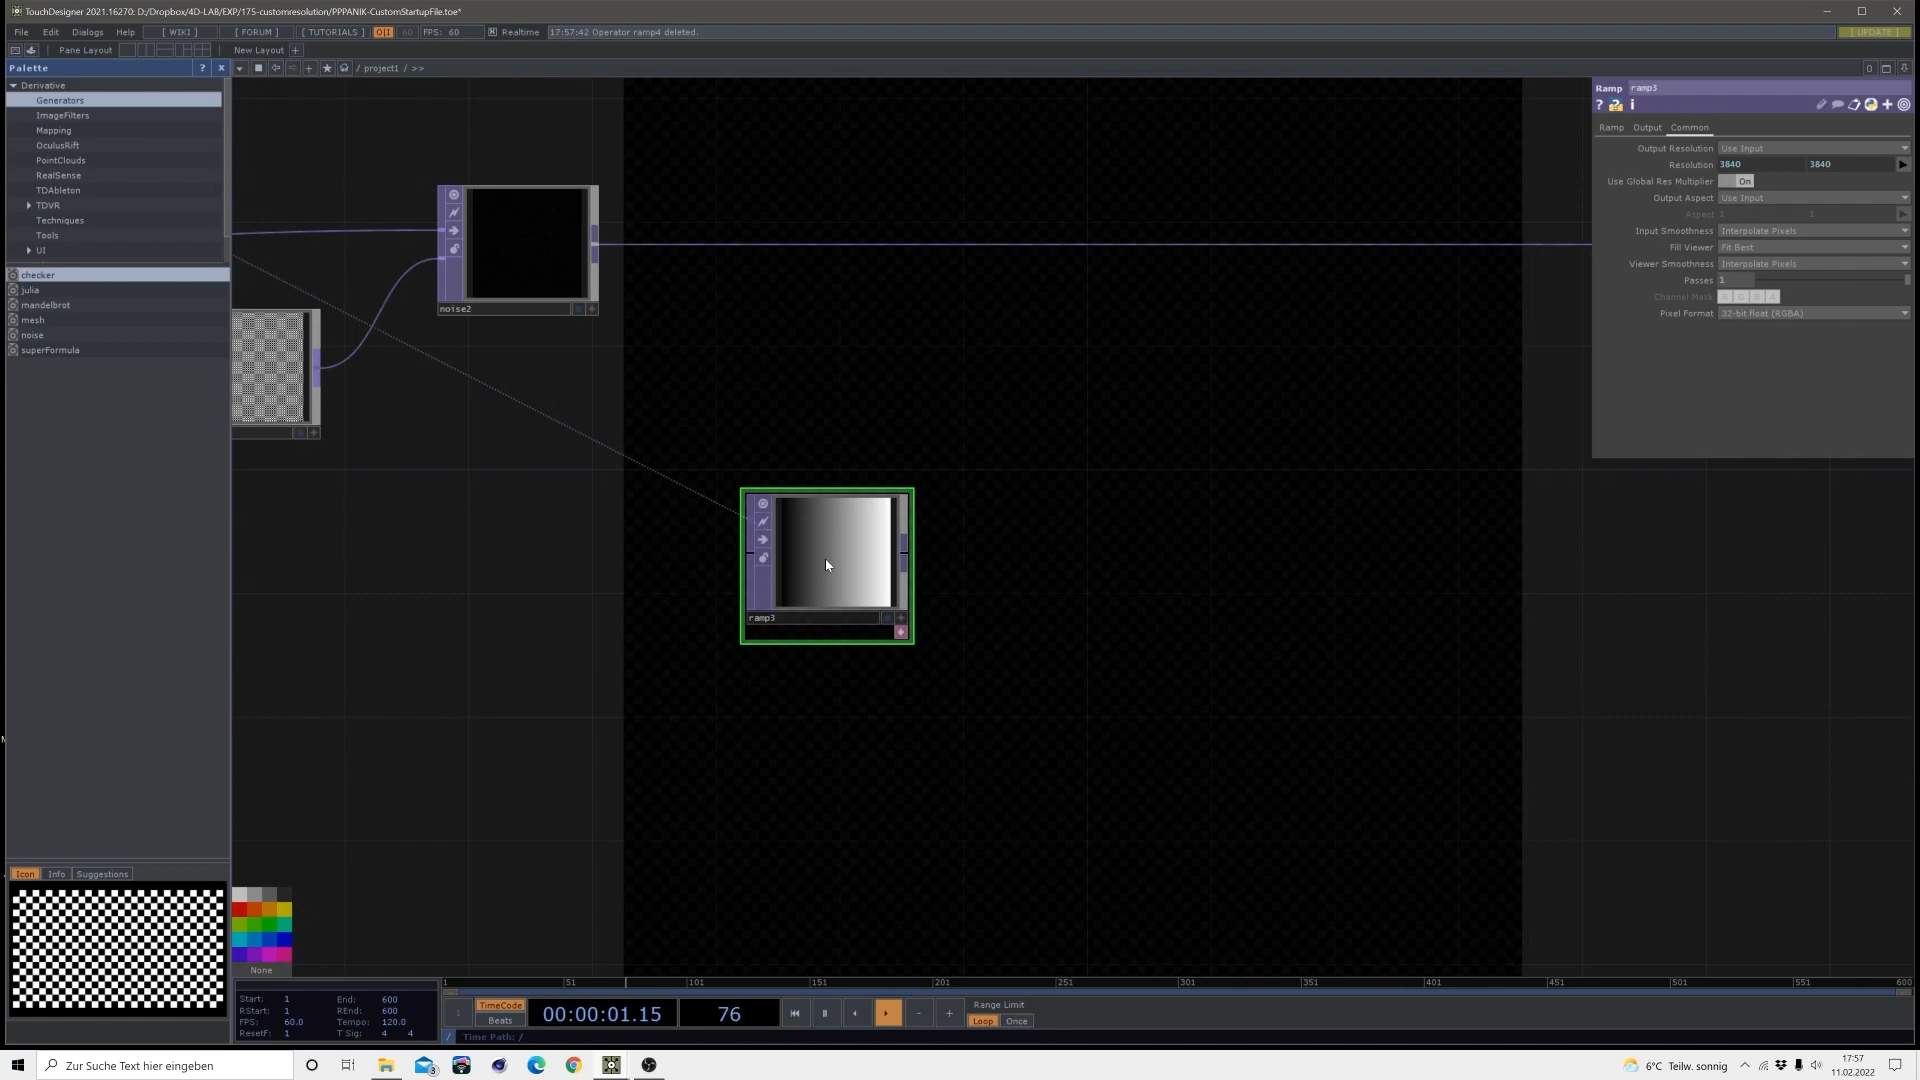 TouchDesigner 2021.16270: D:/Dropbox/4D-LAB/EXP/175-customresolution/PPPANIK-CustomStartupFile.toe*
File Edit Dialogs Help [ WIKI ] [ FORUM ] [ TUTORIALS ] O|I 60 FPS: 60 Realtime 17:57:42 Operator ramp4 deleted. [ UPDATE ]
Pane Layout New Layout +
Palette ? x / project1 / >>
Derivative
Generators
ImageFilters
Mapping
OculusRift
PointClouds
RealSense
TDAbleton
TDVR
Techniques
Tools
UI
checker
julia
mandelbrot
mesh
noise
superFormula
noise2
ramp3
Ramp ramp3
? ? i
Ramp Output Common
Output Resolution Use Input
Resolution 3840 3840
Use Global Res Multiplier On
Output Aspect Use Input
Aspect 1 1
Input Smoothness Interpolate Pixels
Fill Viewer Fit Best
Viewer Smoothness Interpolate Pixels
Passes 1
Channel Mask R G B A
Pixel Format 32-bit float (RGBA)
Icon Info Suggestions
None
1 51 101 151 201 251 301 351 401 451 501 551 600
Start: 1 End: 600
RStart: 1 REnd: 600
FPS: 60.0 Tempo: 120.0
ResetF: 1 T Sig: 4 4
TimeCode
Beats
00:00:01.15 76
Range Limit
Loop Once
/ Time Path: /
Zur Suche Text hier eingeben
3
6°C Teilw. sonnig
17:57
11.02.2022